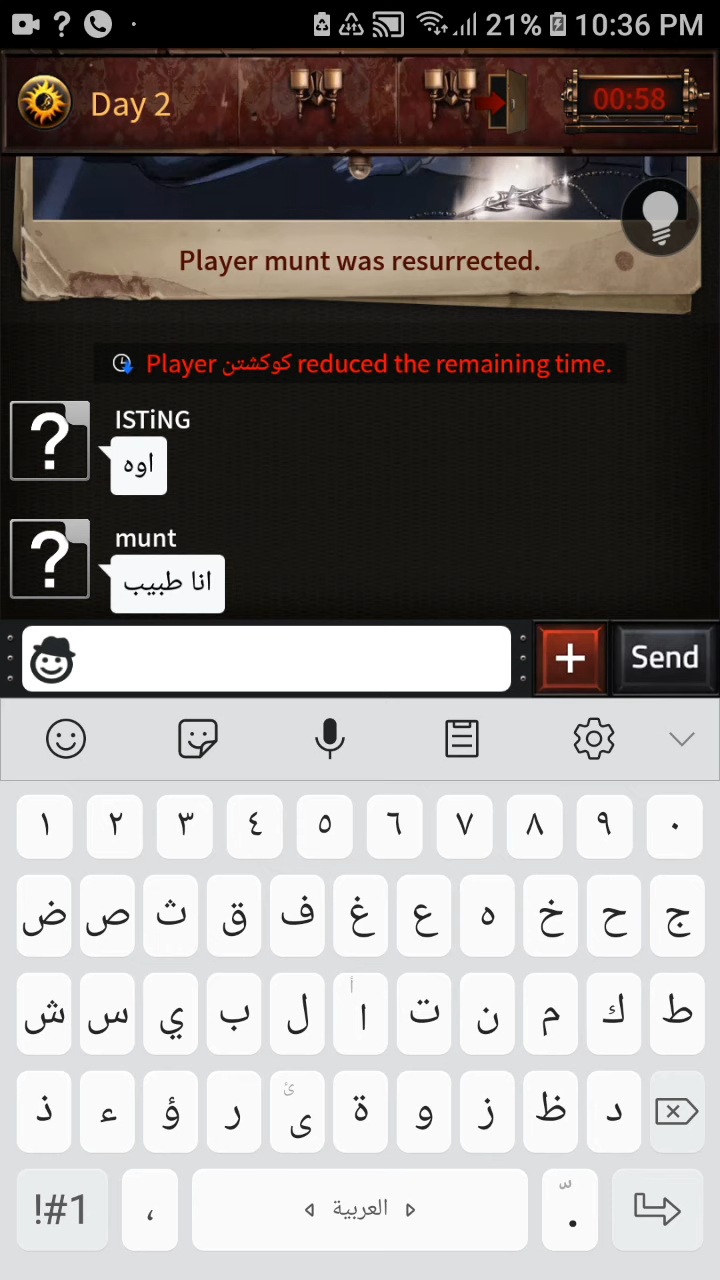 21% 10:36 PM
Day 2
00:58
Player munt was resurrected.
Player كوكشتن reduced the remaining time.
ISTiNG
اوه
munt
انا طبيب
Send
١ ٢ ٣ ٤ ٥ ٦ ٧ ٨ ٩ ٠
ض ص ث ق ف غ ع ه خ ح ج
ش س ي ب ل ا أ ت ن م ك ط
ذ ء ؤ ر ى ئ ة و ز ظ د
!#1 ، العربية .